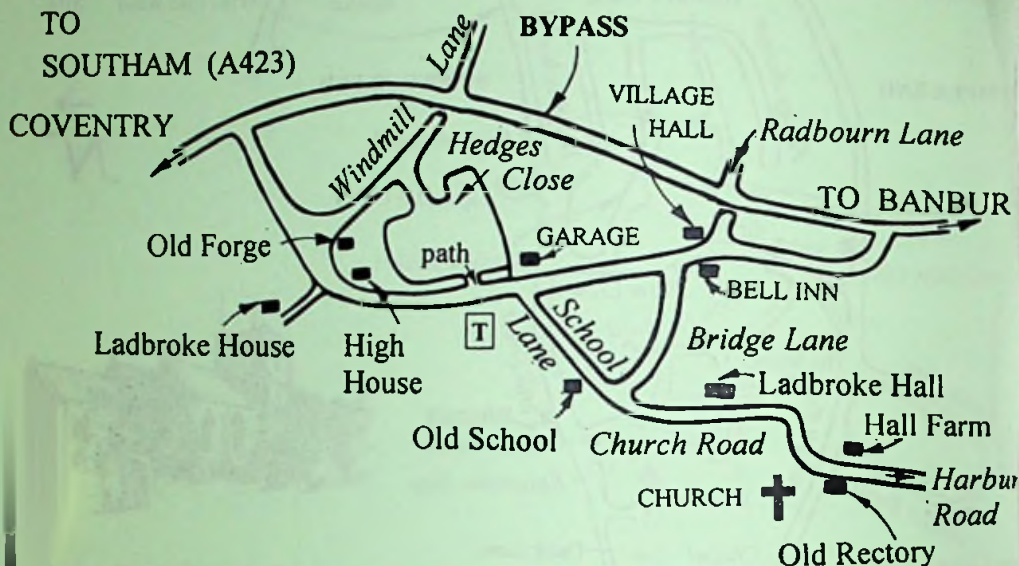 TO
SOUTHAM (A423)
COVENTRY
Lane
BYPASS
VILLAGE
HALL
Radbourn Lane
Windmill
Hedges
Close
TO BANBUR
Old Forge
path
GARAGE
BELL INN
Ladbroke House
High
House
T
School
Lane
Bridge Lane
Ladbroke Hall
Old School
Church Road
Hall Farm
CHURCH
Harbur
Road
Old Rectory